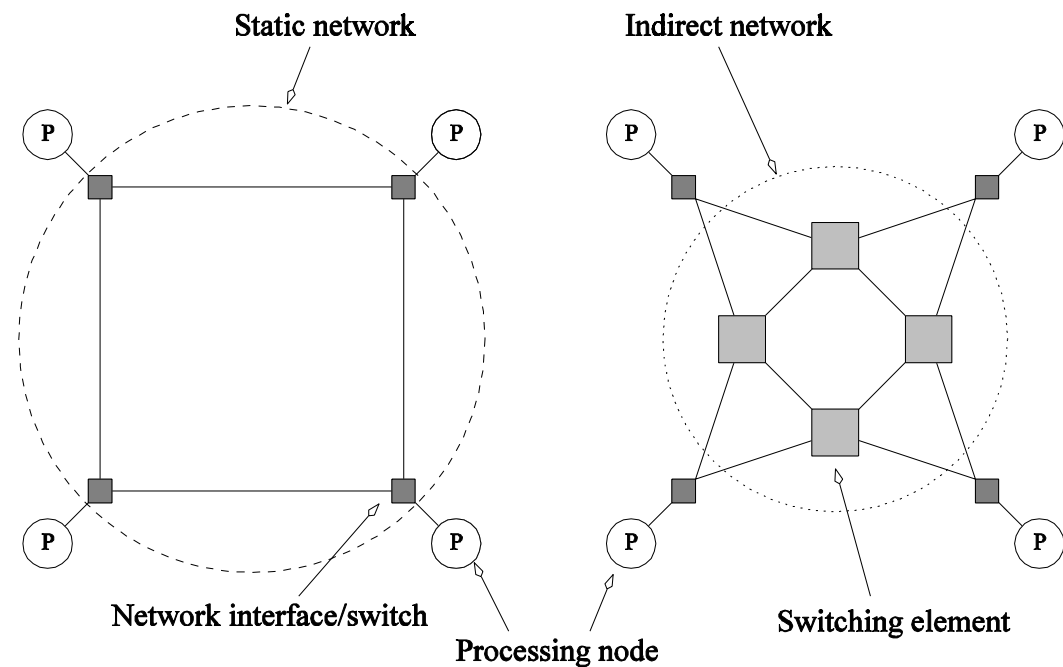 Static network
Indirect network
P
P
P
P
P
P
P
P
Network interface/switch
Switching element
Processing node